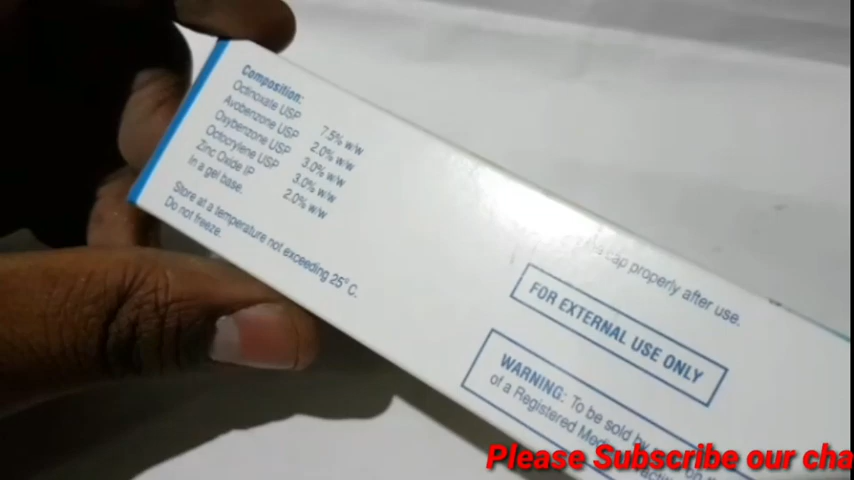 Composition:
Octinoxate USP 7.5% w/w
Avobenzone USP 2.0% w/w
Oxybenzone USP 3.0% w/w
Octocrylene USP 3.0% w/w
Zinc Oxide IP 2.0% w/w
In a gel base.
Store at a temperature not exceeding 25° C.
Do not freeze.
cap properly after use.
FOR EXTERNAL USE ONLY
WARNING: To be sold by
of a Registered
Please Subscribe our cha